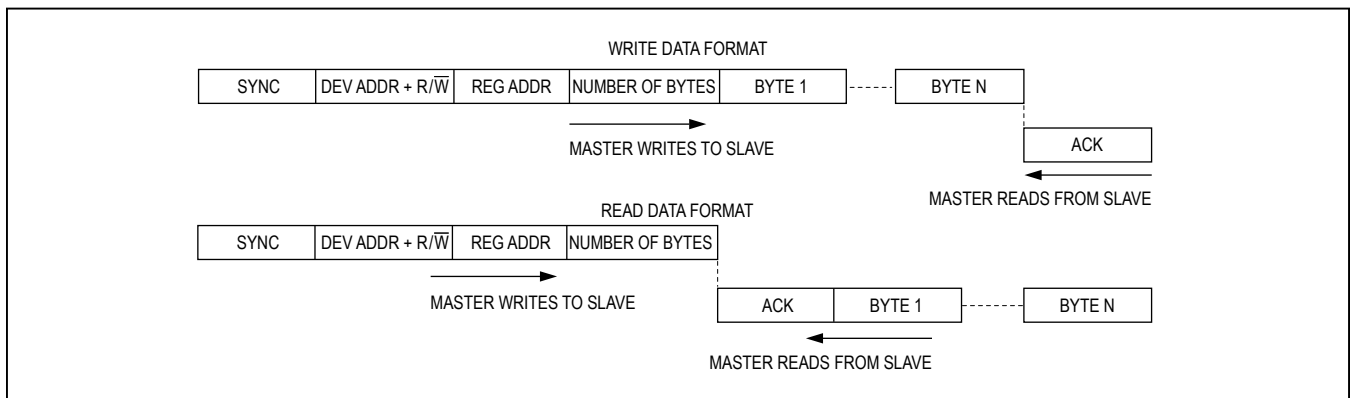 WRITE DATA FORMAT
SYNC DEV ADDR + R/W̅ REG ADDR NUMBER OF BYTES BYTE 1 BYTE N
MASTER WRITES TO SLAVE
ACK
MASTER READS FROM SLAVE
READ DATA FORMAT
SYNC DEV ADDR + R/W̅ REG ADDR NUMBER OF BYTES
MASTER WRITES TO SLAVE
ACK BYTE 1 BYTE N
MASTER READS FROM SLAVE